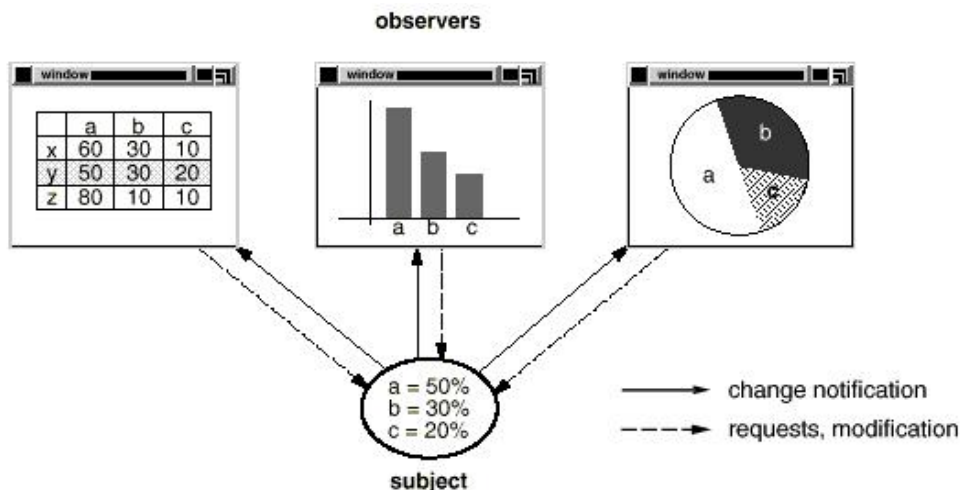 observers
window
a b c
x 60 30 10
y 50 30 20
z 80 10 10
window
a b c
window
a
b
c
a = 50%
b = 30%
c = 20%
subject
change notification
requests, modification